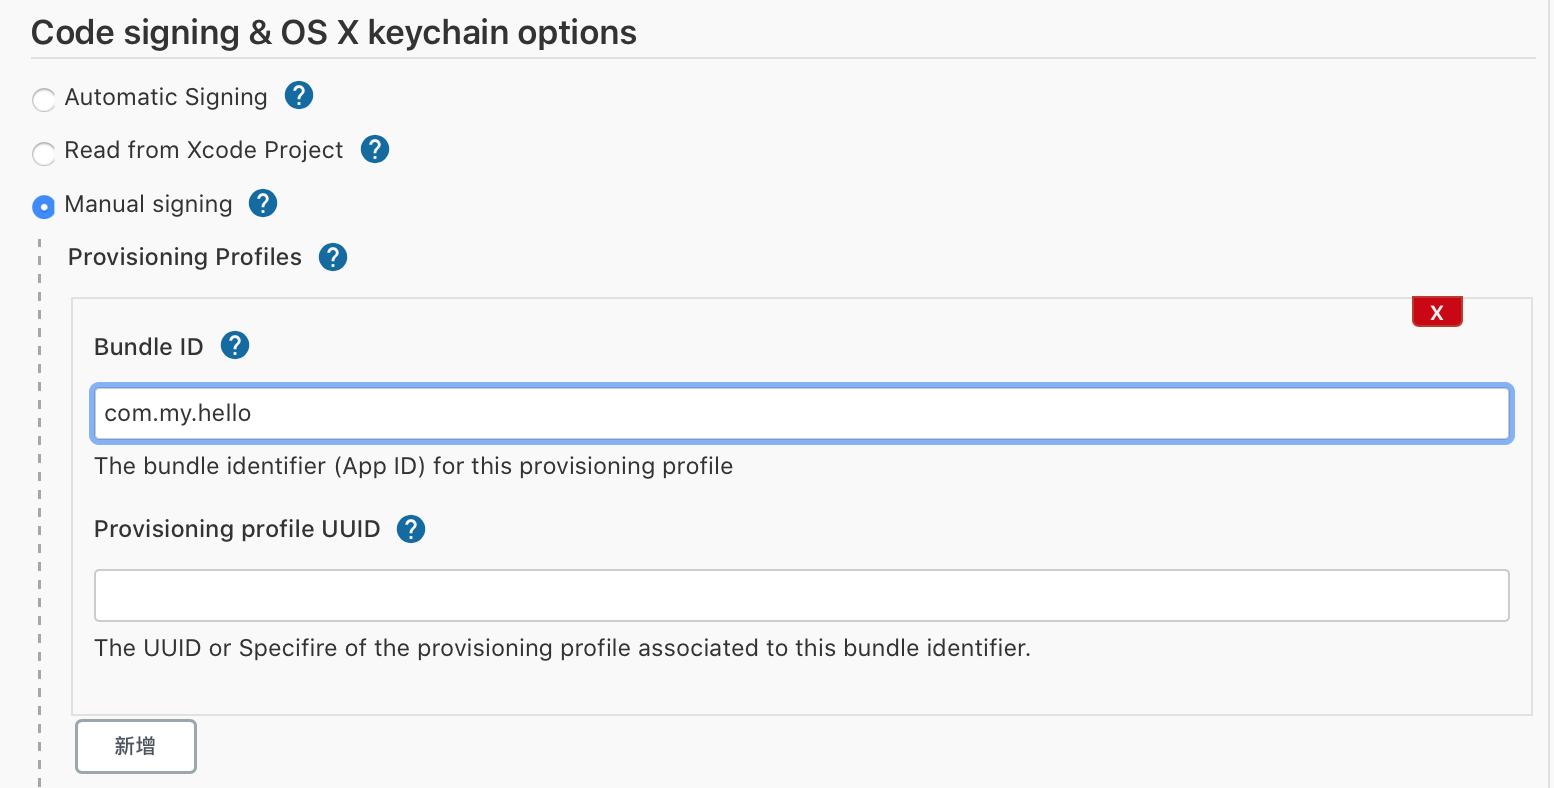 Code signing & OS X keychain options
Automatic Signing ?
Read from Xcode Project ?
Manual signing ?
Provisioning Profiles ?
X
Bundle ID ?
com.my.hello
The bundle identifier (App ID) for this provisioning profile
Provisioning profile UUID ?
The UUID or Specifire of the provisioning profile associated to this bundle identifier.
新增